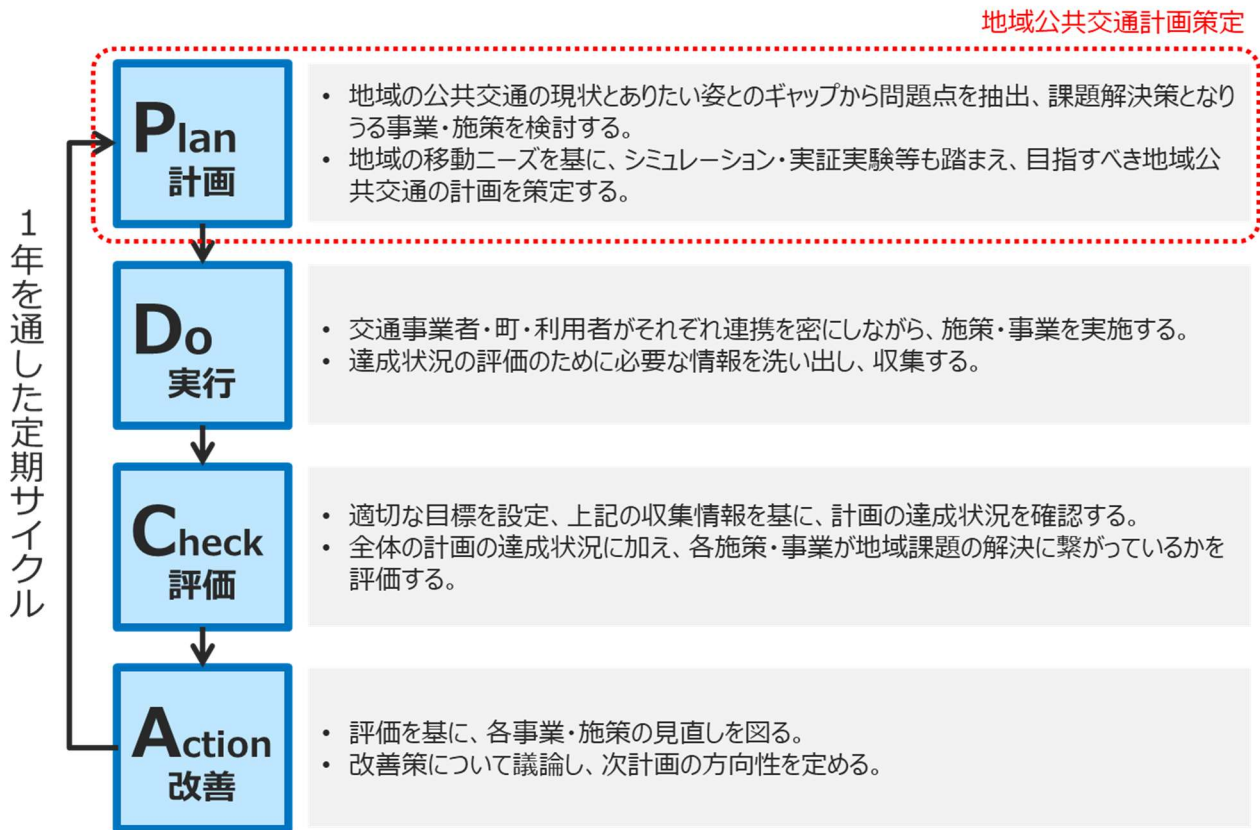 地域公共交通計画策定
1年を通した定期サイクル
Plan
計画
• 地域の公共交通の現状とありたい姿とのギャップから問題点を抽出、課題解決策となり
うる事業・施策を検討する。
• 地域の移動ニーズを基に、シミュレーション・実証実験等も踏まえ、目指すべき地域公
共交通の計画を策定する。
Do
実行
• 交通事業者・町・利用者がそれぞれ連携を密にしながら、施策・事業を実施する。
• 達成状況の評価のために必要な情報を洗い出し、収集する。
Check
評価
• 適切な目標を設定、上記の収集情報を基に、計画の達成状況を確認する。
• 全体の計画の達成状況に加え、各施策・事業が地域課題の解決に繋がっているかを
評価する。
Action
改善
• 評価を基に、各事業・施策の見直しを図る。
• 改善策について議論し、次計画の方向性を定める。